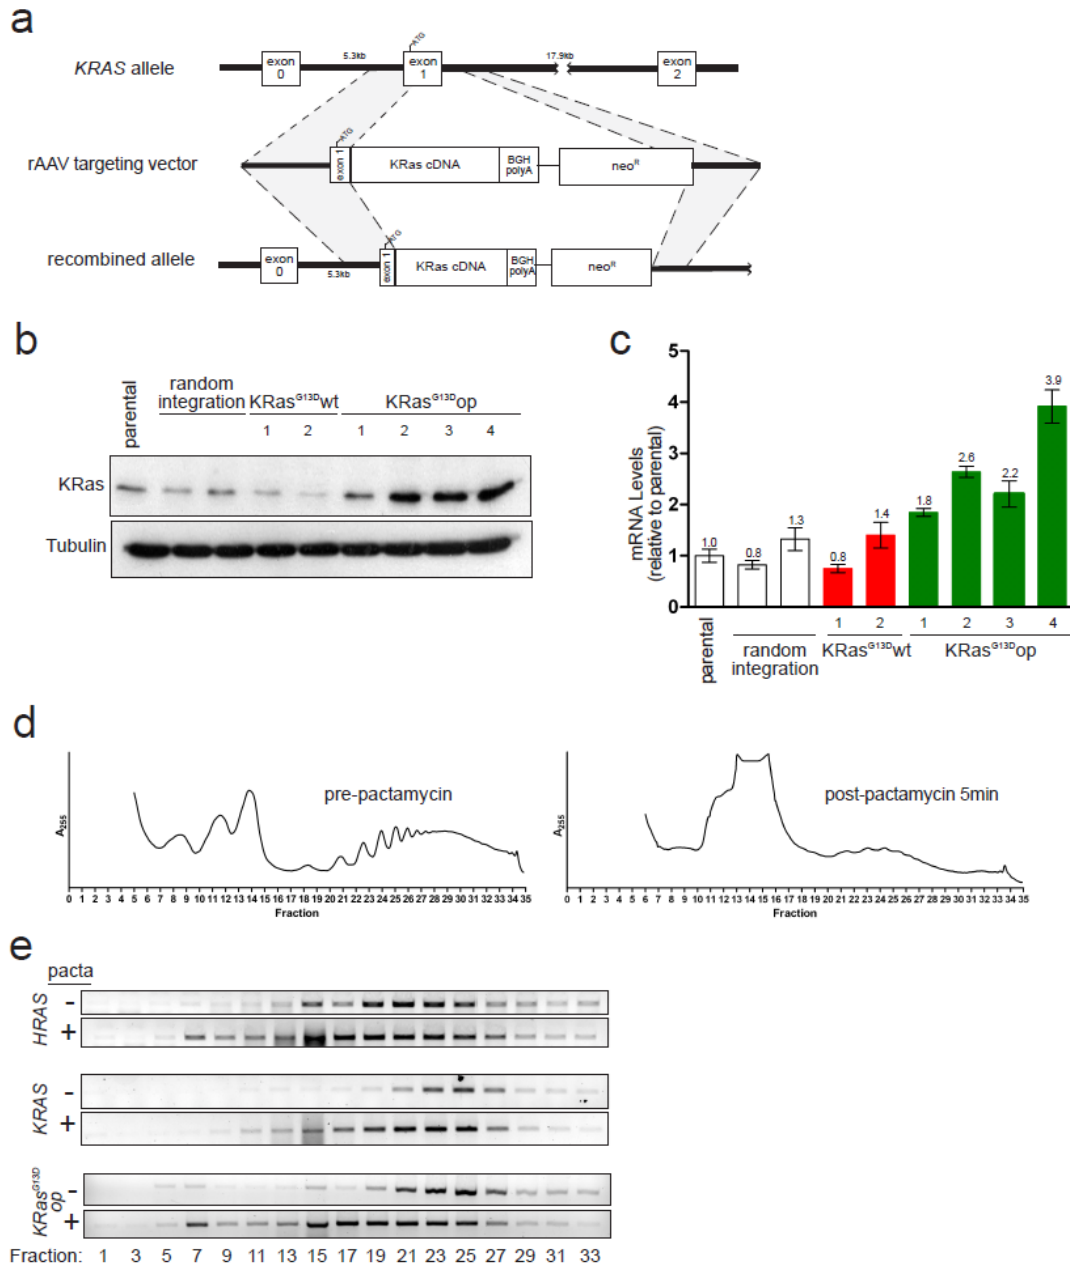 a
KRAS allele
5.3kb
ATG
17.9kb
exon 0
exon 1
exon 2
rAAV targeting vector
ATG
exon 1
KRas cDNA
BGH polyA
neoR
recombined allele
exon 0
5.3kb
ATG
exon 1
KRas cDNA
BGH polyA
neoR
b
parental
random integration
KRasG13Dwt
KRasG13Dop
1 2 1 2 3 4
KRas
Tubulin
c
mRNA Levels (relative to parental)
5
4
3
2
1
0
1.0 0.8 1.3 0.8 1.4 1.8 2.6 2.2 3.9
1 2 1 2 3 4
parental
random integration
KRasG13Dwt
KRasG13Dop
d
pre-pactamycin
A255
0 1 2 3 4 5 6 7 8 9 10 11 12 13 14 15 16 17 18 19 20 21 22 23 24 25 26 27 28 29 30 31 32 33 34 35
Fraction
post-pactamycin 5min
A255
0 1 2 3 4 5 6 7 8 9 10 11 12 13 14 15 16 17 18 19 20 21 22 23 24 25 26 27 28 29 30 31 32 33 34 35
Fraction
e
pacta
HRAS
-
+
KRAS
-
+
KRasG13D op
-
+
Fraction: 1 3 5 7 9 11 13 15 17 19 21 23 25 27 29 31 33